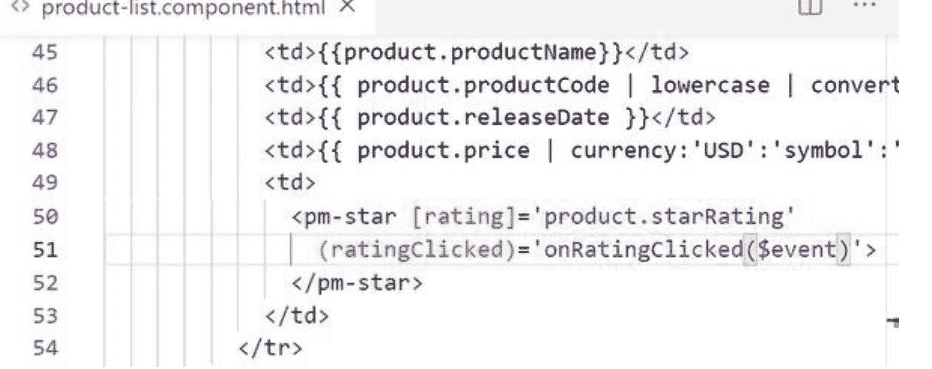 <> product-list.component.html ×
45 <td>{{product.productName}}</td>
46 <td>{{ product.productCode | lowercase | convert
47 <td>{{ product.releaseDate }}</td>
48 <td>{{ product.price | currency:'USD':'symbol':'
49 <td>
50 <pm-star [rating]='product.starRating'
51 (ratingClicked)='onRatingClicked($event)'>
52 </pm-star>
53 </td>
54 </tr>